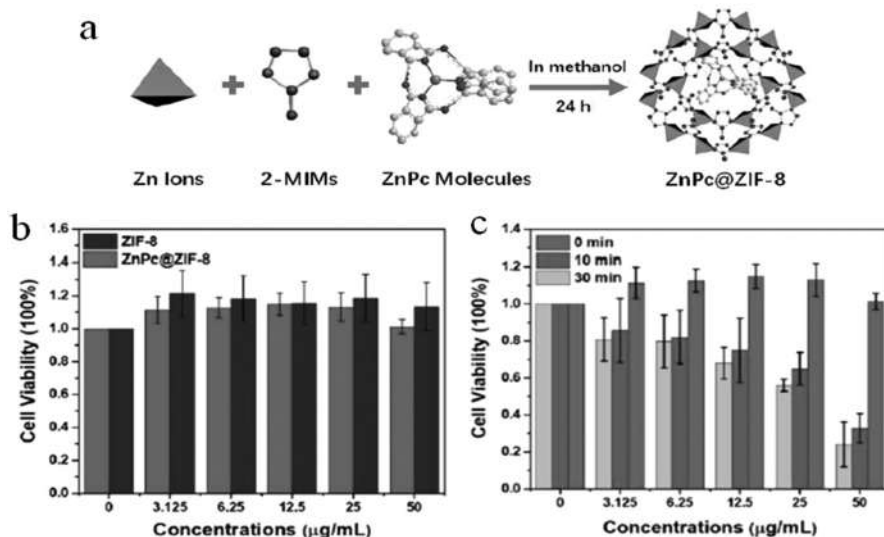 a
In methanol
24 h
Zn Ions
2-MIMs
ZnPc Molecules
ZnPc@ZIF-8
b
ZIF-8
ZnPc@ZIF-8
Cell Viability (100%)
1.6
1.4
1.2
1.0
0.8
0.6
0.4
0.2
0.0
0 3.125 6.25 12.5 25 50
Concentrations (μg/mL)
c
0 min
10 min
30 min
Cell Viability (100%)
1.4
1.2
1.0
0.8
0.6
0.4
0.2
0.0
0 3.125 6.25 12.5 25 50
Concentrations (μg/mL)